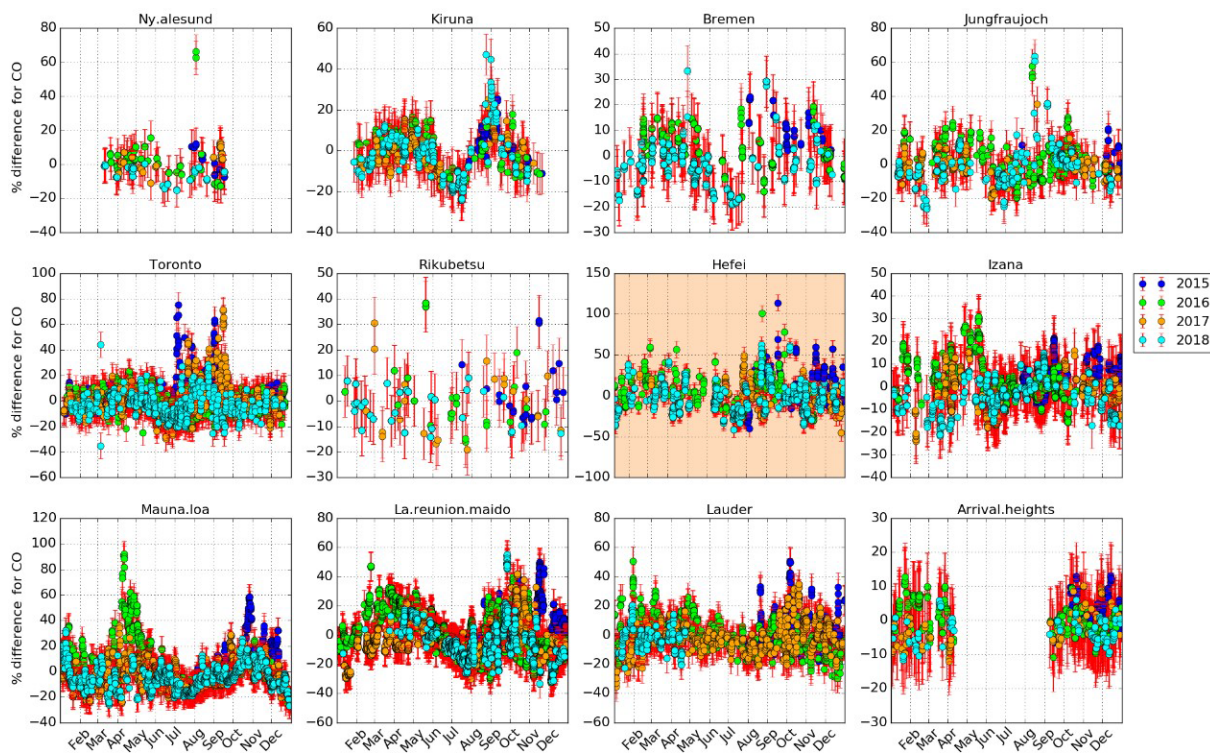 Ny.alesund Kiruna Bremen Jungfraujoch
% difference for CO
80 60 40 20 0 −20 −40
60 40 20 0 −20 −40
50 40 30 20 10 0 −10 −20 −30
80 60 40 20 0 −20 −40
Toronto Rikubetsu Hefei Izana
% difference for CO
100 80 60 40 20 0 −20 −40 −60
50 40 30 20 10 0 −10 −20 −30
150 100 50 0 −50 −100
50 40 30 20 10 0 −10 −20 −30 −40
2015
2016
2017
2018
Mauna.loa La.reunion.maido Lauder Arrival.heights
% difference for CO
120 100 80 60 40 20 0 −20 −40
80 60 40 20 0 −20 −40 −60
80 60 40 20 0 −20 −40 −60
30 20 10 0 −10 −20 −30
Feb Mar Apr May Jun Jul Aug Sep Oct Nov Dec
Feb Mar Apr May Jun Jul Aug Sep Oct Nov Dec
Feb Mar Apr May Jun Jul Aug Sep Oct Nov Dec
Feb Mar Apr May Jun Jul Aug Sep Oct Nov Dec